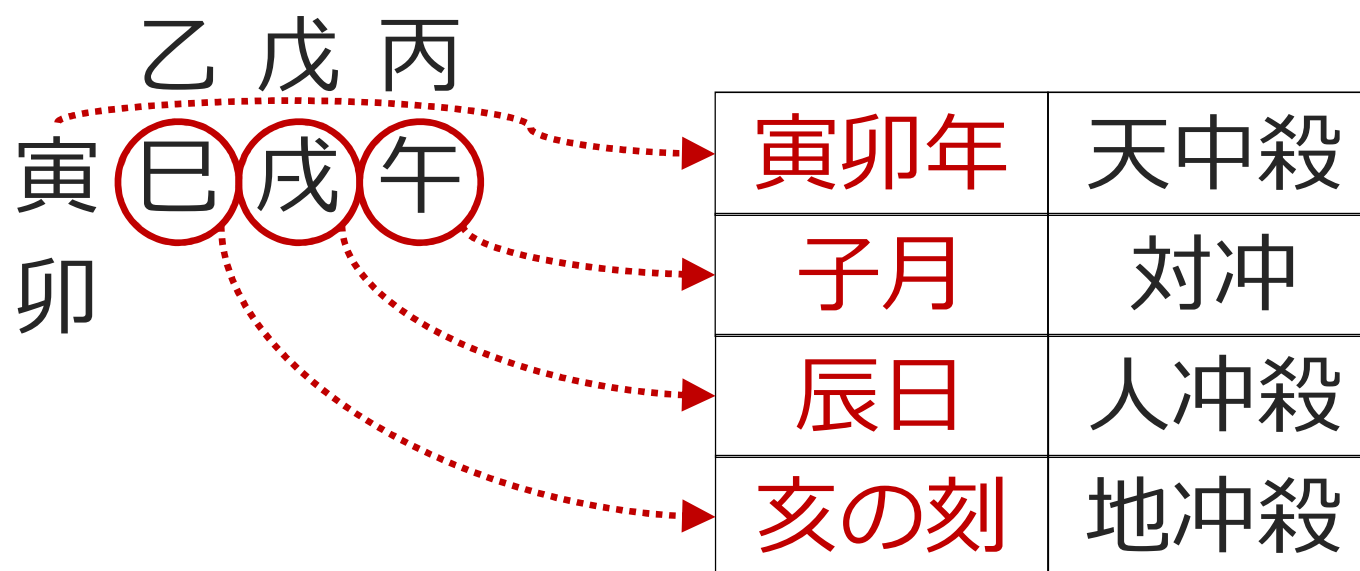 乙 戊 丙
寅 巳 戌 午
卯
寅卯年 天中殺
子月 対冲
辰日 人冲殺
亥の刻 地冲殺